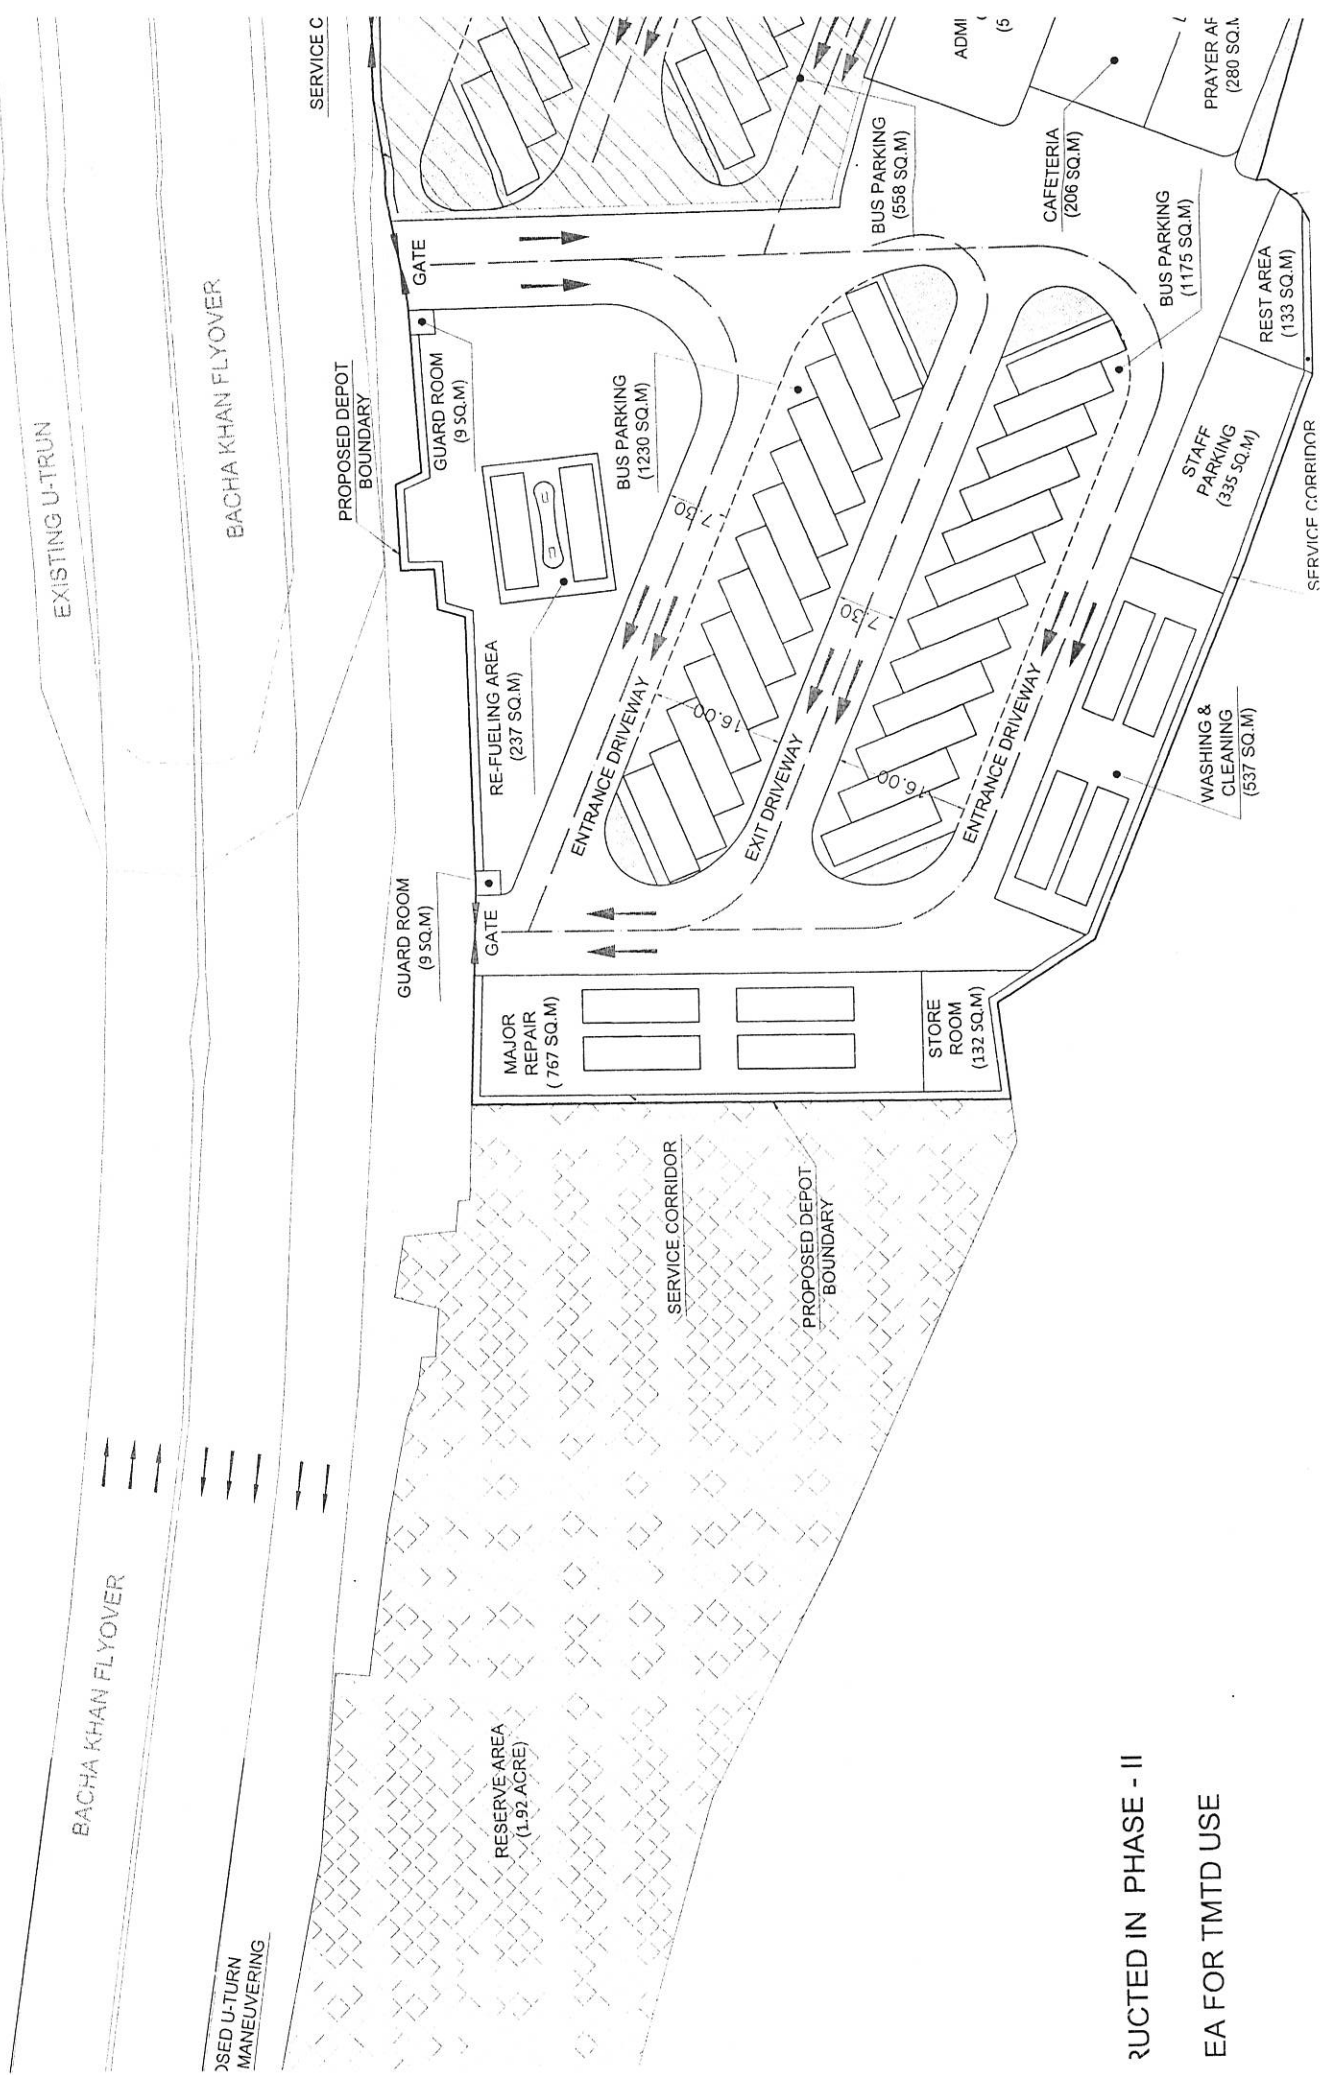 BACHA KHAN FLYOVER
EXISTING U-TRUN
BACHA KHAN FLYOVER
OSED U-TURN
MANEUVERING
SERVICE C
PROPOSED DEPOT
BOUNDARY
GUARD ROOM
(9 SQ.M)
GATE
GUARD ROOM
(9 SQ.M)
GATE
RE-FUELING AREA
(237 SQ.M)
BUS PARKING
(1230 SQ.M)
7.30
ENTRANCE DRIVEWAY
16.00
EXIT DRIVEWAY
7.30
16.00
ENTRANCE DRIVEWAY
BUS PARKING
(558 SQ.M)
BUS PARKING
(1175 SQ.M)
ADMI
(5
CAFETERIA
(206 SQ.M)
PRAYER AR
(280 SQ.M
REST AREA
(133 SQ.M)
STAFF
PARKING
(335 SQ.M)
SERVICE CORRIDOR
WASHING &
CLEANING
(537 SQ.M)
MAJOR
REPAIR
(767 SQ.M)
STORE
ROOM
(132 SQ.M)
SERVICE CORRIDOR
PROPOSED DEPOT
BOUNDARY
RESERVE AREA
(1.92 ACRE)
RUCTED IN PHASE - II
EA FOR TMTD USE